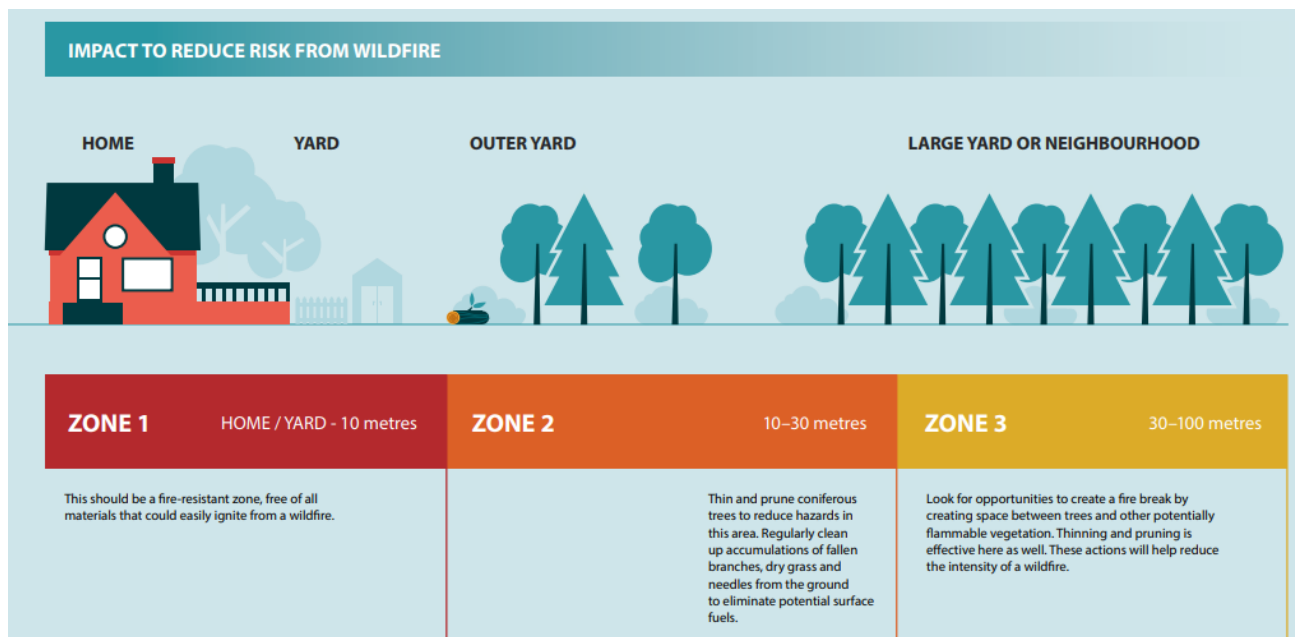 IMPACT TO REDUCE RISK FROM WILDFIRE
HOME
YARD
OUTER YARD
LARGE YARD OR NEIGHBOURHOOD
ZONE 1
HOME / YARD - 10 metres
This should be a fire-resistant zone, free of all
materials that could easily ignite from a wildfire.
ZONE 2
10–30 metres
Thin and prune coniferous
trees to reduce hazards in
this area. Regularly clean
up accumulations of fallen
branches, dry grass and
needles from the ground
to eliminate potential surface
fuels.
ZONE 3
30–100 metres
Look for opportunities to create a fire break by
creating space between trees and other potentially
flammable vegetation. Thinning and pruning is
effective here as well. These actions will help reduce
the intensity of a wildfire.